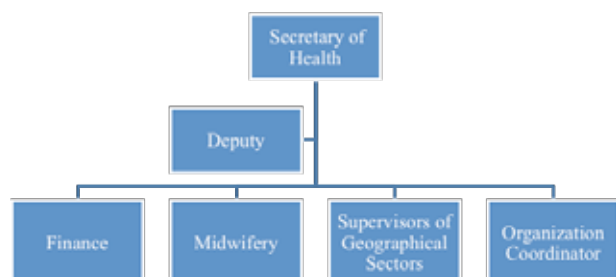 Secretary of
Health
Deputy
Finance
Midwifery
Supervisors of
Geographical
Sectors
Organization
Coordinator